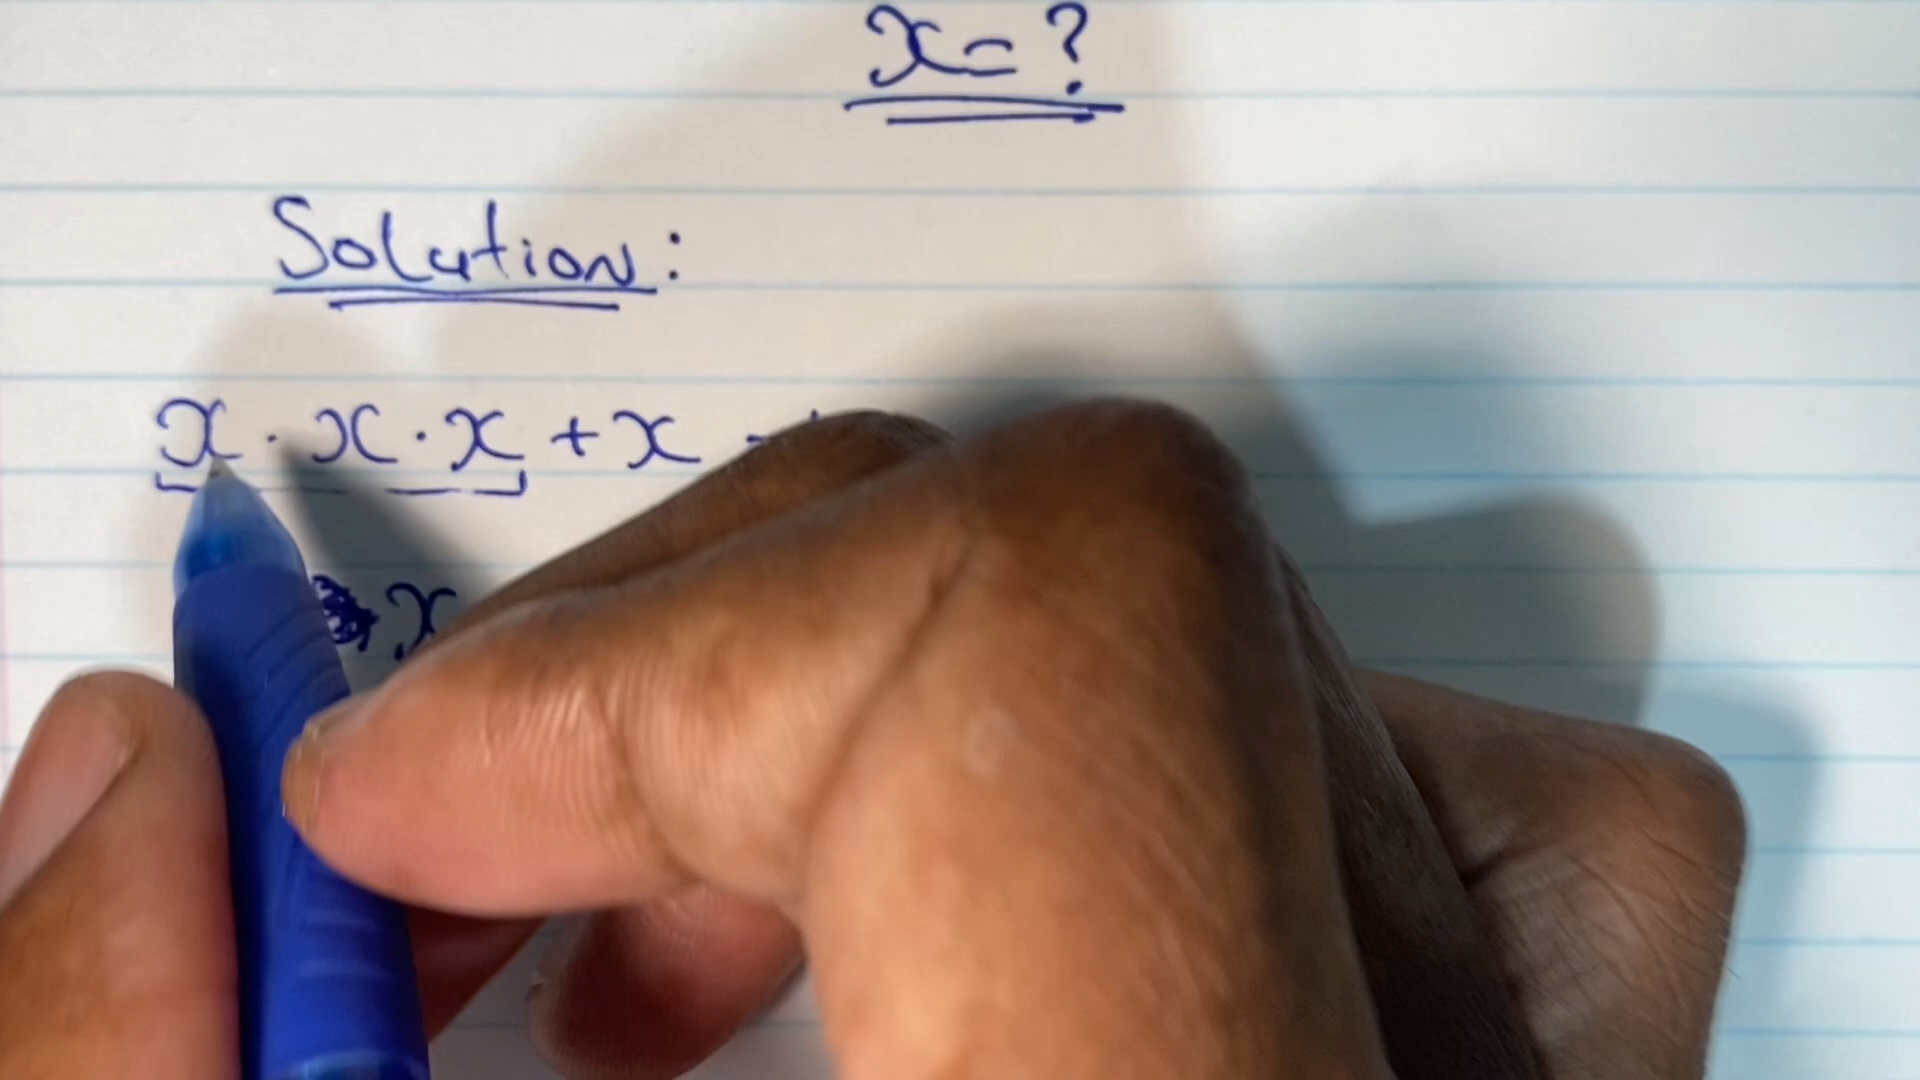 x = ?
Solution:
x · x · x + x +
x